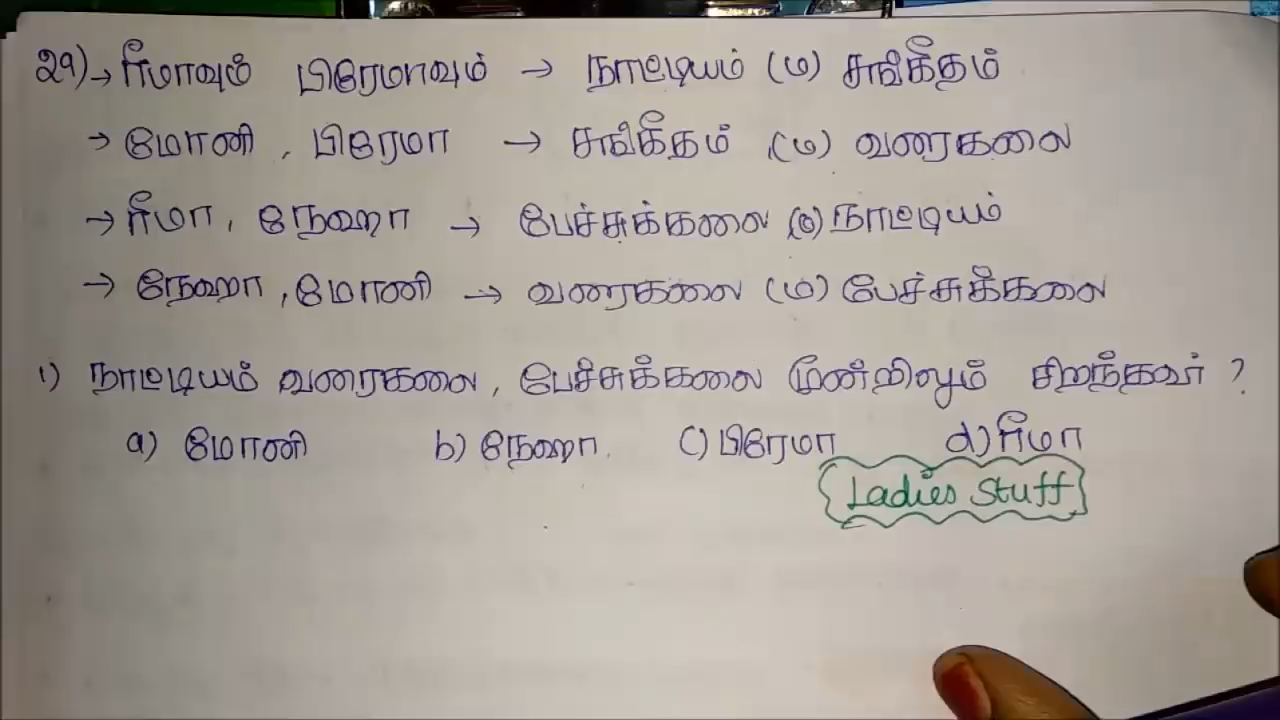 29) → ரீமாவும் பிரேமாவும் → நாட்டியம் (ம) சங்கீதம்
→ மோனி, பிரேமா → சங்கீதம் (ம) வரைகலை
→ ரீமா, நேஹா → பேச்சுக்கலை (ம) நாட்டியம்
→ நேஹா, மோனி → வரைகலை (ம) பேச்சுக்கலை
1) நாட்டியம் வரைகலை, பேச்சுக்கலை மூன்றிலும் சிறந்தவர் ?
a) மோனி b) நேஹா c) பிரேமா d) ரீமா
Ladies Stuff